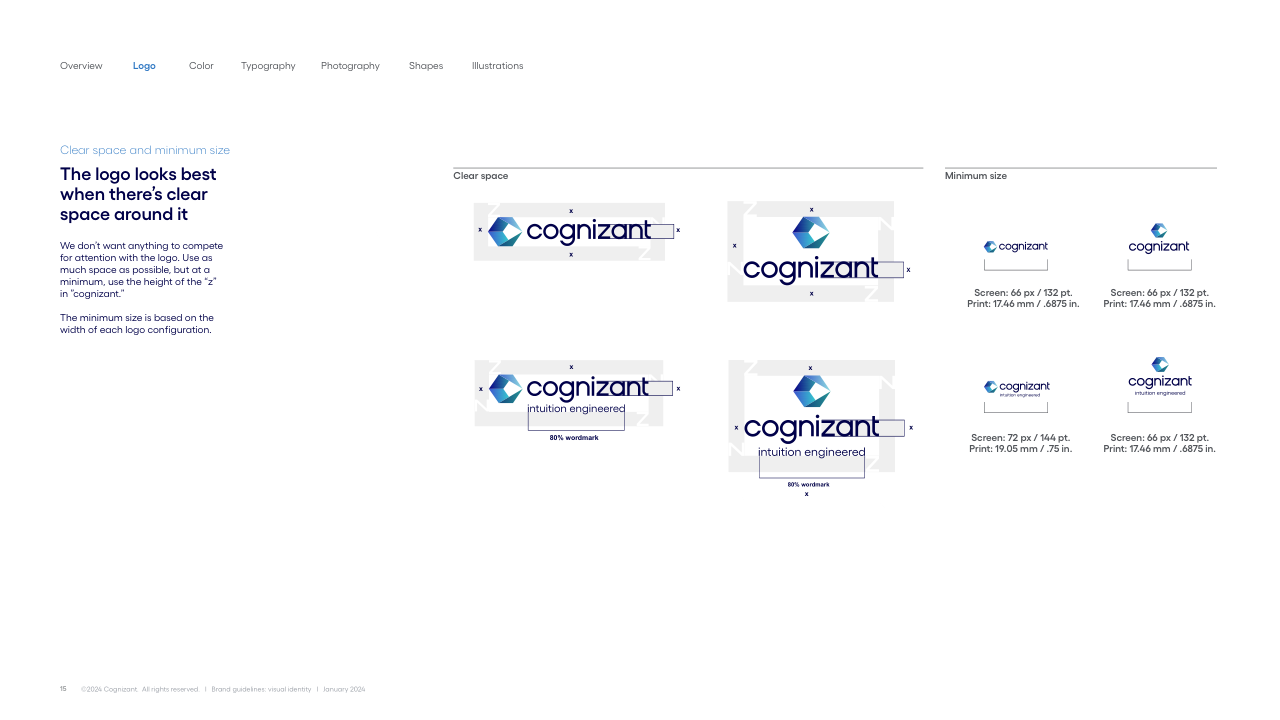 Overview Logo Color Typography Photography Shapes Illustrations
Clear space and minimum size
The logo looks best
when there’s clear
space around it
We don’t want anything to compete
for attention with the logo. Use as
much space as possible, but at a
minimum, use the height of the “z”
in “cognizant.”
The minimum size is based on the
width of each logo configuration.
Clear space
x
cognizant
x
x
x
x
x
cognizant
x
x
x
x
cognizant
x
intuition engineered
80% wordmark
x
x
cognizant
x
intuition engineered
80% wordmark
x
Minimum size
cognizant
Screen: 66 px / 132 pt.
Print: 17.46 mm / .6875 in.
cognizant
Screen: 66 px / 132 pt.
Print: 17.46 mm / .6875 in.
cognizant
intuition engineered
Screen: 72 px / 144 pt.
Print: 19.05 mm / .75 in.
cognizant
intuition engineered
Screen: 66 px / 132 pt.
Print: 17.46 mm / .6875 in.
15 ©2024 Cognizant. All rights reserved. | Brand guidelines: visual identity | January 2024